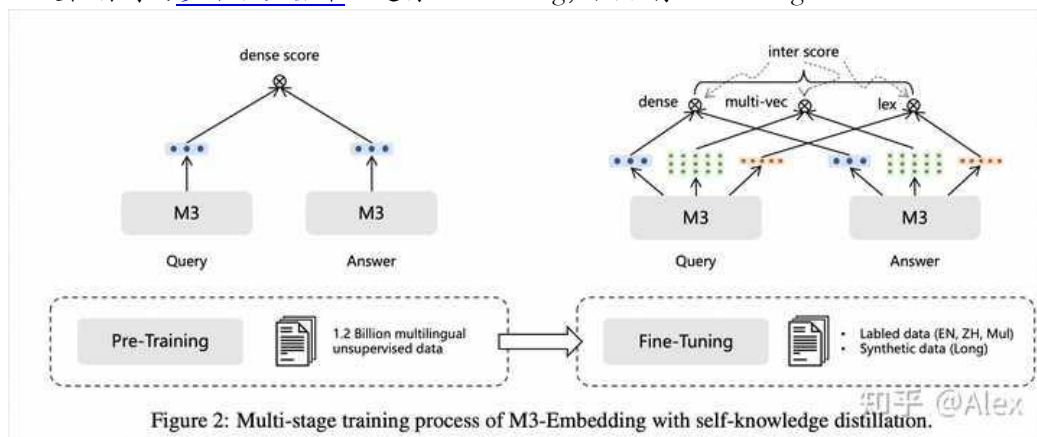 dense score
inter score
dense
multi-vec
lex
M3
M3
M3
M3
Query
Answer
Query
Answer
Pre-Training
1.2 Billion multilingual
unsupervised data
Fine-Tuning
• Labled data (EN, ZH, Mul)
• Synthetic data (Long)
知乎 @Alex
Figure 2: Multi-stage training process of M3-Embedding with self-knowledge distillation.